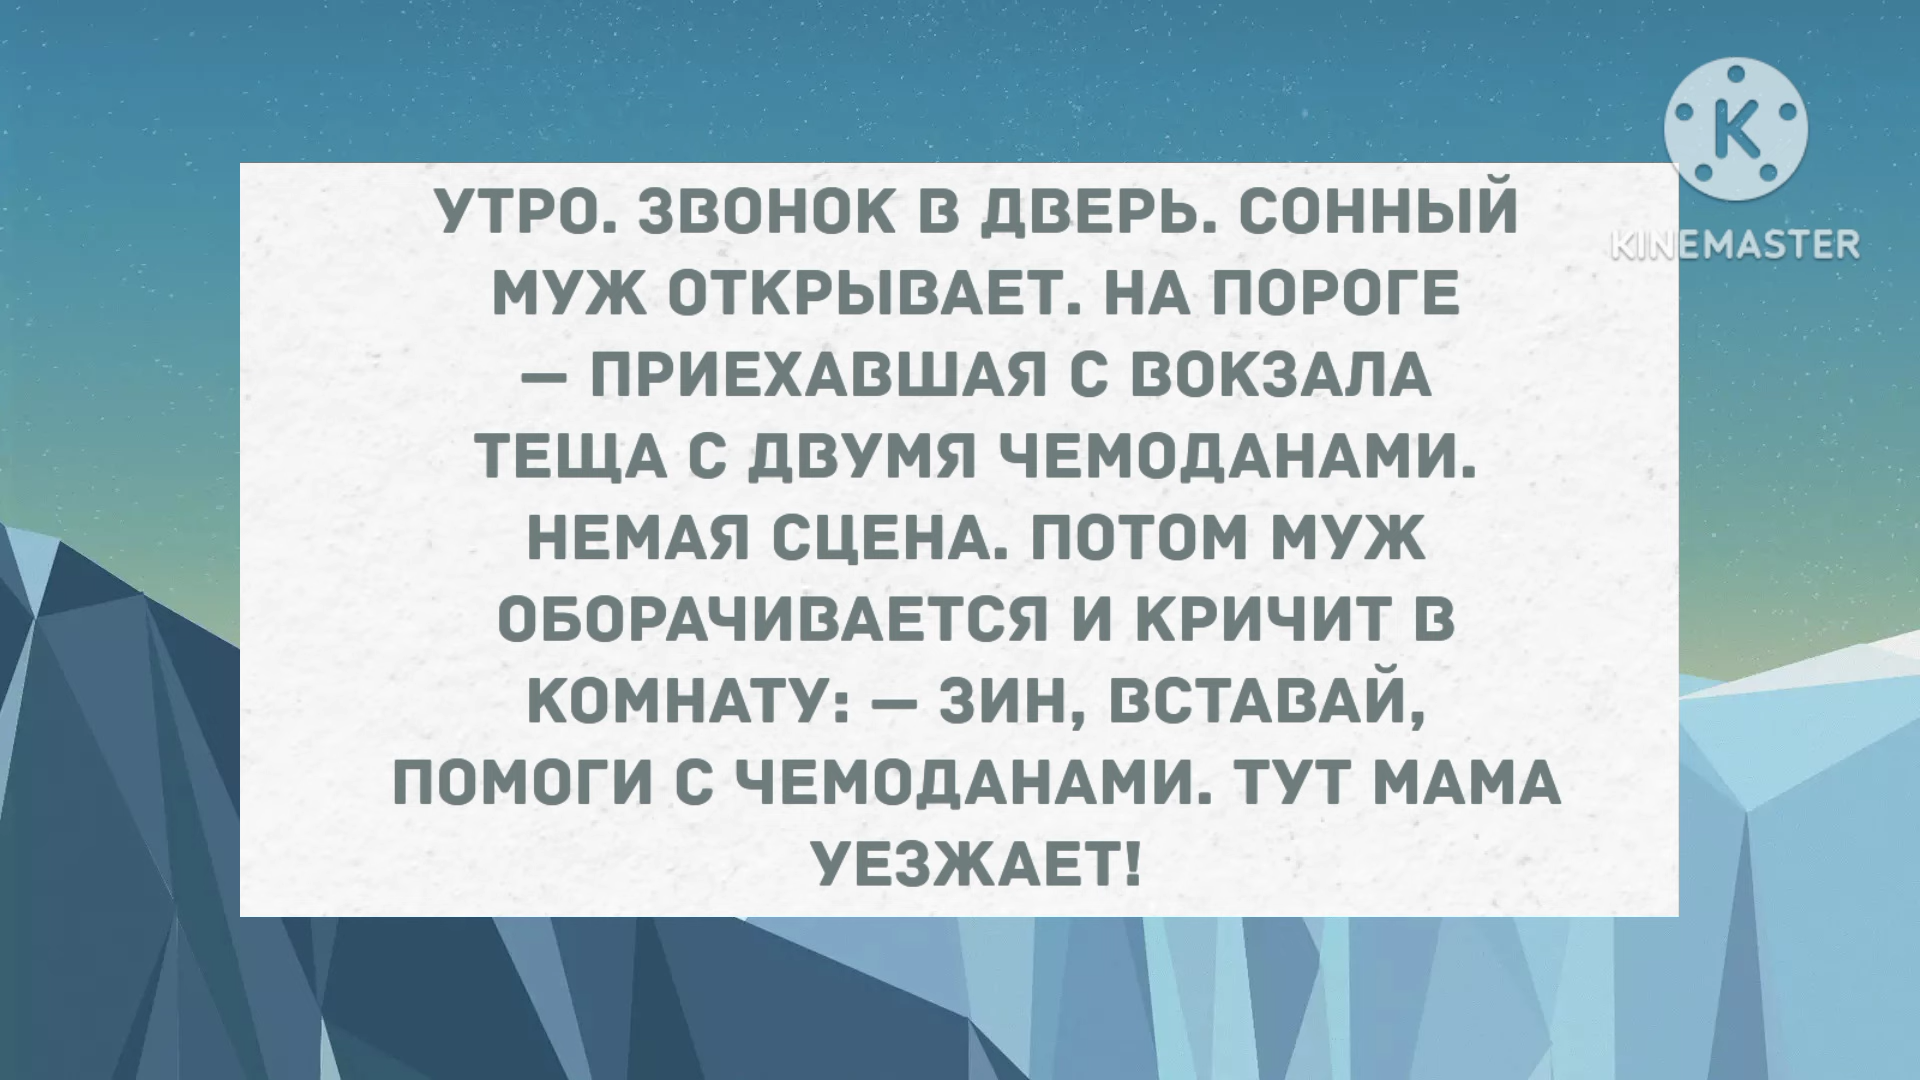 УТРО. ЗВОНОК В ДВЕРЬ. СОННЫЙ
МУЖ ОТКРЫВАЕТ. НА ПОРОГЕ
— ПРИЕХАВШАЯ С ВОКЗАЛА
ТЕЩА С ДВУМЯ ЧЕМОДАНАМИ.
НЕМАЯ СЦЕНА. ПОТОМ МУЖ
ОБОРАЧИВАЕТСЯ И КРИЧИТ В
КОМНАТУ: — ЗИН, ВСТАВАЙ,
ПОМОГИ С ЧЕМОДАНАМИ. ТУТ МАМА
УЕЗЖАЕТ!
K
KINEMASTER